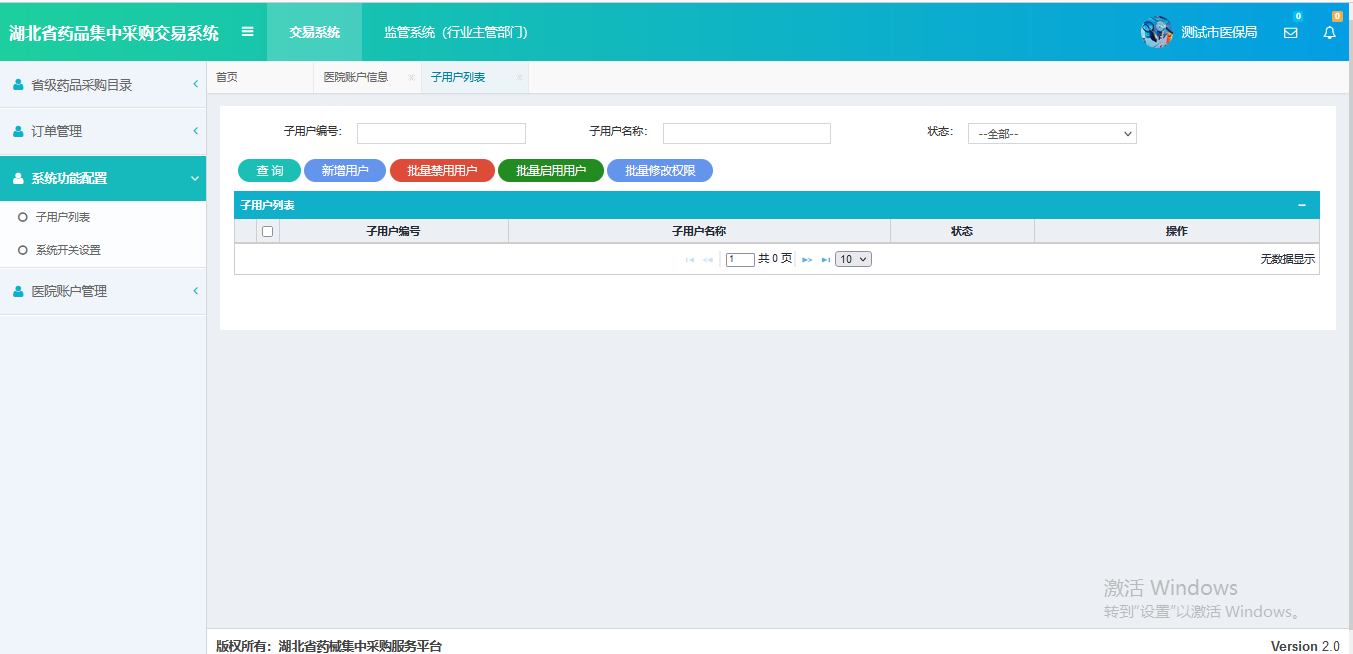 湖北省药品集中采购交易系统
交易系统
监管系统（行业主管部门）
测试市医保局
0
0
省级药品采购目录
订单管理
系统功能配置
子用户列表
系统开关设置
医院账户管理
首页
医院账户信息
子用户列表
子用户编号：
子用户名称：
状态：
--全部--
查 询
新增用户
批量禁用用户
批量启用用户
批量修改权限
子用户列表
子用户编号
子用户名称
状态
操作
1 共 0 页
10
无数据显示
激活 Windows
转到"设置"以激活 Windows。
版权所有：湖北省药械集中采购服务平台
Version 2.0